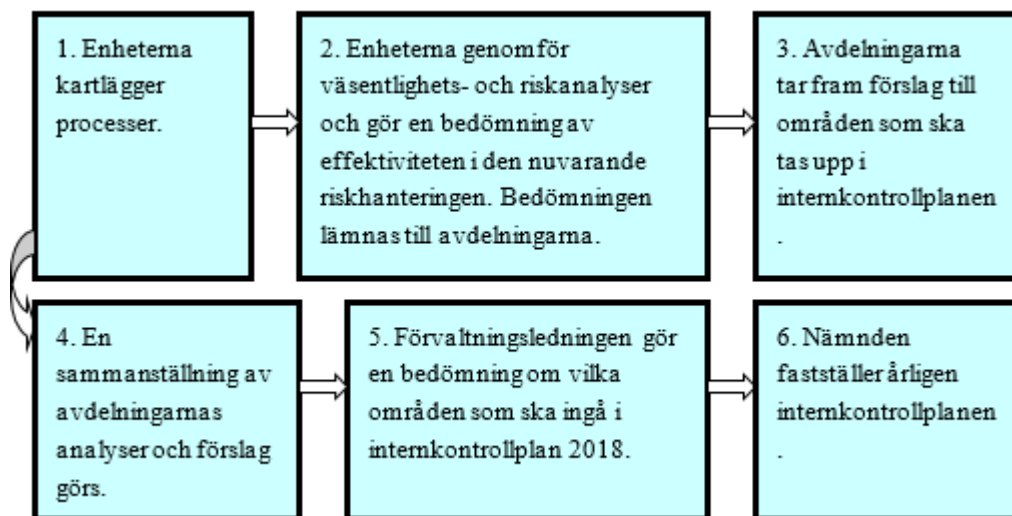 1. Enheterna
kartlägger
processer.
2. Enheterna genomför
väsentlighets- och riskanalyser
och gör en bedömning av
effektiviteten i den nuvarande
riskhanteringen. Bedömningen
lämnas till avdelningarna.
3. Avdelningarna
tar fram förslag till
områden som ska
tas upp i
internkontrollplanen
.
4. En
sammanställning av
avdelningarnas
analyser och förslag
görs.
5. Förvaltningsledningen gör
en bedömning om vilka
områden som ska ingå i
internkontrollplan 2018.
6. Nämnden
fastställer årligen
internkontrollplanen
.